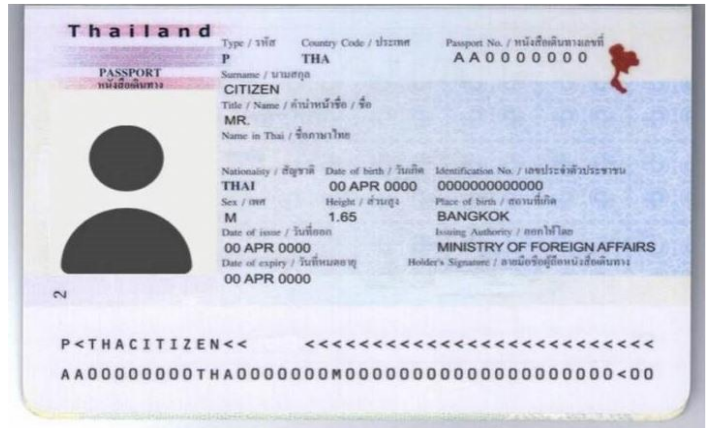 Thailand
Type / รหัส Country Code / ประเทศ Passport No. / หนังสือเดินทางเลขที่
P THA AA0000000
PASSPORT
หนังสือเดินทาง
Surname / นามสกุล
CITIZEN
Title / Name / คำนำหน้าชื่อ / ชื่อ
MR.
Name in Thai / ชื่อภาษาไทย
Nationality / สัญชาติ Date of birth / วันเกิด Identification No. / เลขประจำตัวประชาชน
THAI 00 APR 0000 0000000000000
Sex / เพศ Height / ส่วนสูง Place of birth / สถานที่เกิด
M 1.65 BANGKOK
Date of issue / วันที่ออก Issuing Authority / ออกให้โดย
00 APR 0000 MINISTRY OF FOREIGN AFFAIRS
Date of expiry / วันที่หมดอายุ Holder's Signature / ลายมือชื่อผู้ถือหนังสือเดินทาง
00 APR 0000
2
P<THACITIZEN<< <<<<<<<<<<<<<<<<<<<<<<<<<<
AA00000000THA0000000M00000000000000000000<00